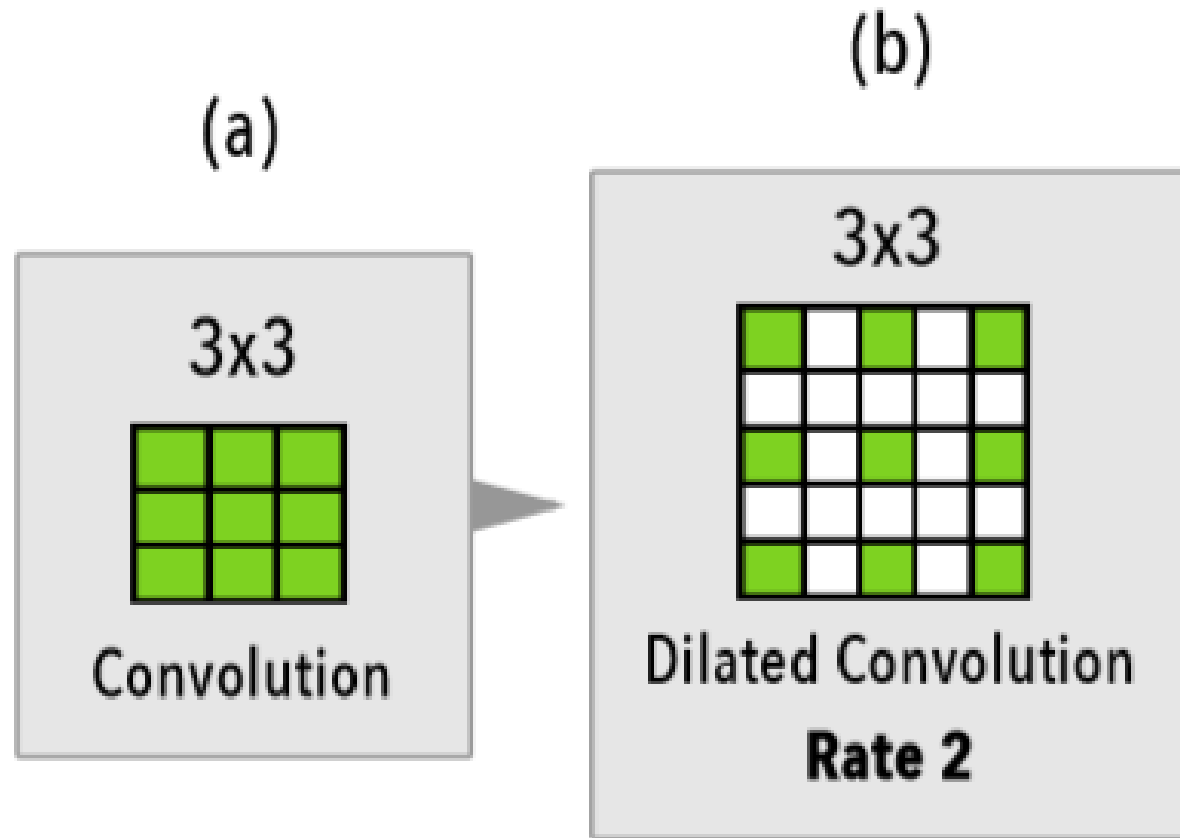 (a)
3x3
Convolution
(b)
3x3
Dilated Convolution
Rate 2